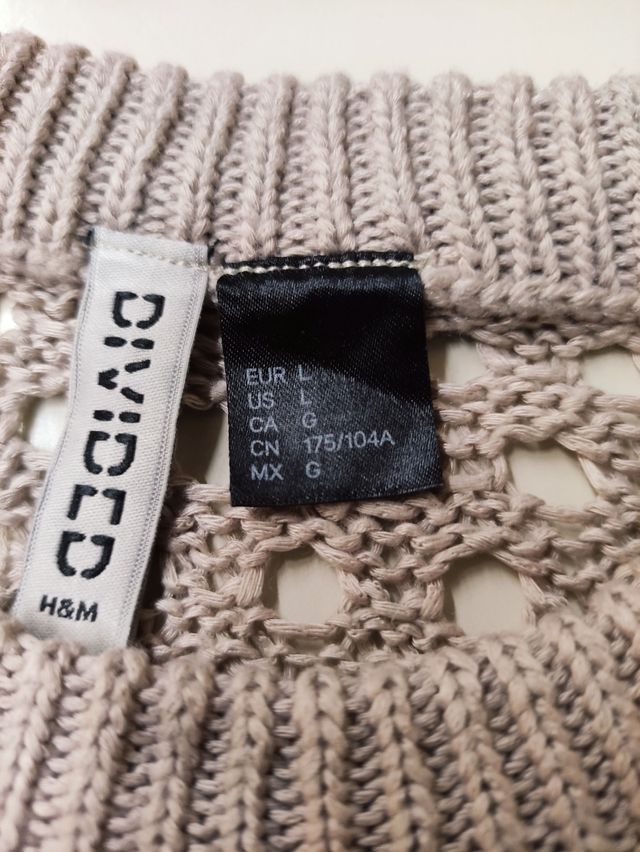 DIVIDED
H&M
EUR L
US L
CA G
CN 175/104A
MX G